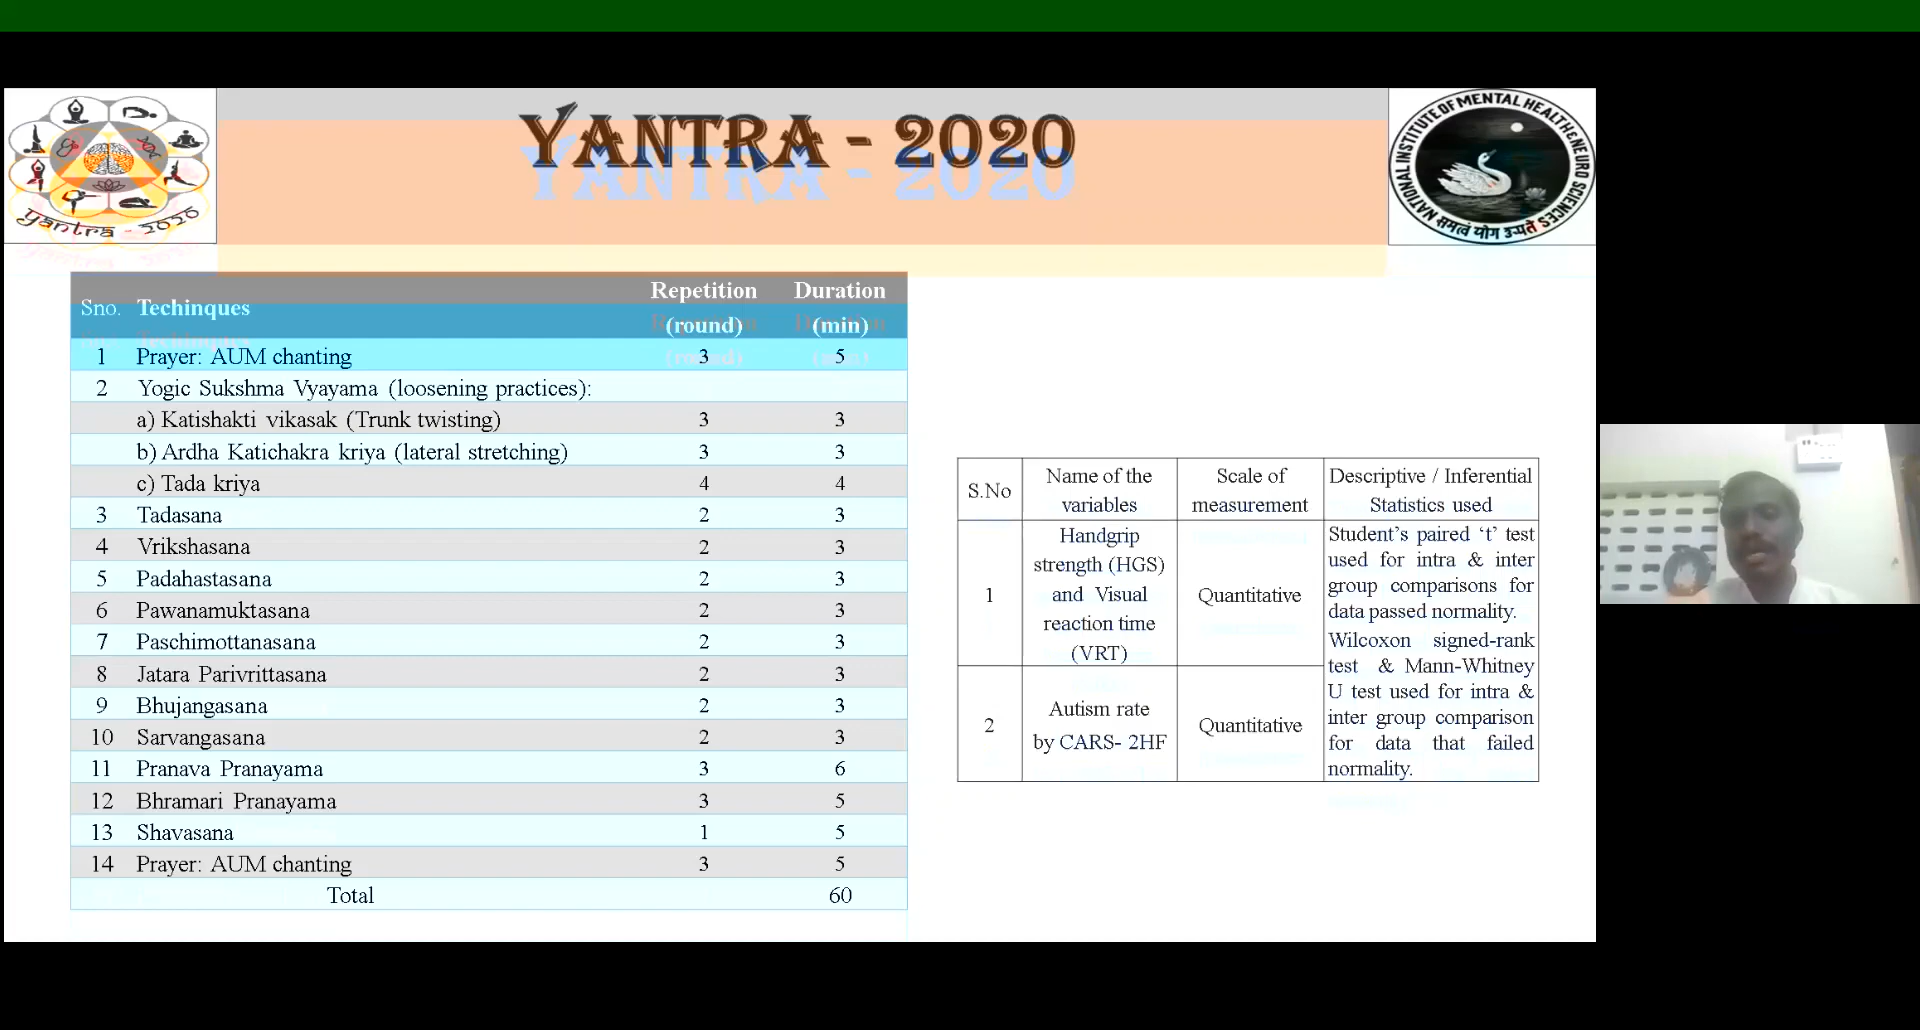 YANTRA - 2020
yantra - 2020
NATIONAL INSTITUTE OF MENTAL HEALTH & NEURO SCIENCES
समत्वं योग उच्यते
Sno. Techinques Repetition (round) Duration (min)
1 Prayer: AUM chanting 3 5
2 Yogic Sukshma Vyayama (loosening practices):
a) Katishakti vikasak (Trunk twisting) 3 3
b) Ardha Katichakra kriya (lateral stretching) 3 3
c) Tada kriya 4 4
3 Tadasana 2 3
4 Vrikshasana 2 3
5 Padahastasana 2 3
6 Pawanamuktasana 2 3
7 Paschimottanasana 2 3
8 Jatara Parivrittasana 2 3
9 Bhujangasana 2 3
10 Sarvangasana 2 3
11 Pranava Pranayama 3 6
12 Bhramari Pranayama 3 5
13 Shavasana 1 5
14 Prayer: AUM chanting 3 5
Total 60
S.No
Name of the
variables
Scale of
measurement
Descriptive / Inferential
Statistics used
1
Handgrip
strength (HGS)
and Visual
reaction time
(VRT)
Quantitative
Student's paired ‘t’ test
used for intra & inter
group comparisons for
data passed normality.
Wilcoxon signed-rank
test & Mann-Whitney
U test used for intra &
inter group comparison
for data that failed
normality.
2
Autism rate
by CARS- 2HF
Quantitative